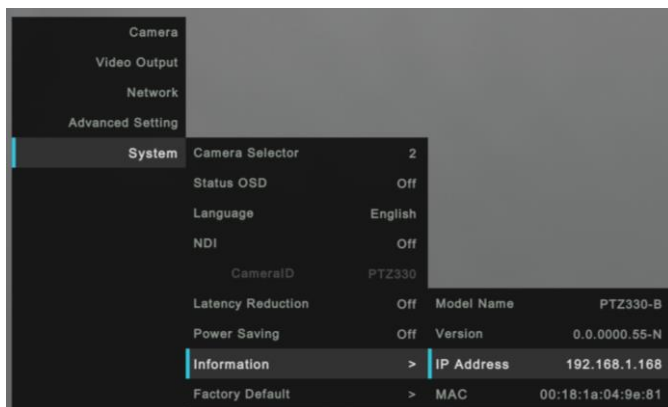 Camera
Video Output
Network
Advanced Setting
System
Camera Selector 2
Status OSD Off
Language English
NDI Off
CameraID PTZ330
Latency Reduction Off
Power Saving Off
Information >
Factory Default >
Model Name PTZ330-B
Version 0.0.0000.55-N
IP Address 192.168.1.168
MAC 00:18:1a:04:9e:81